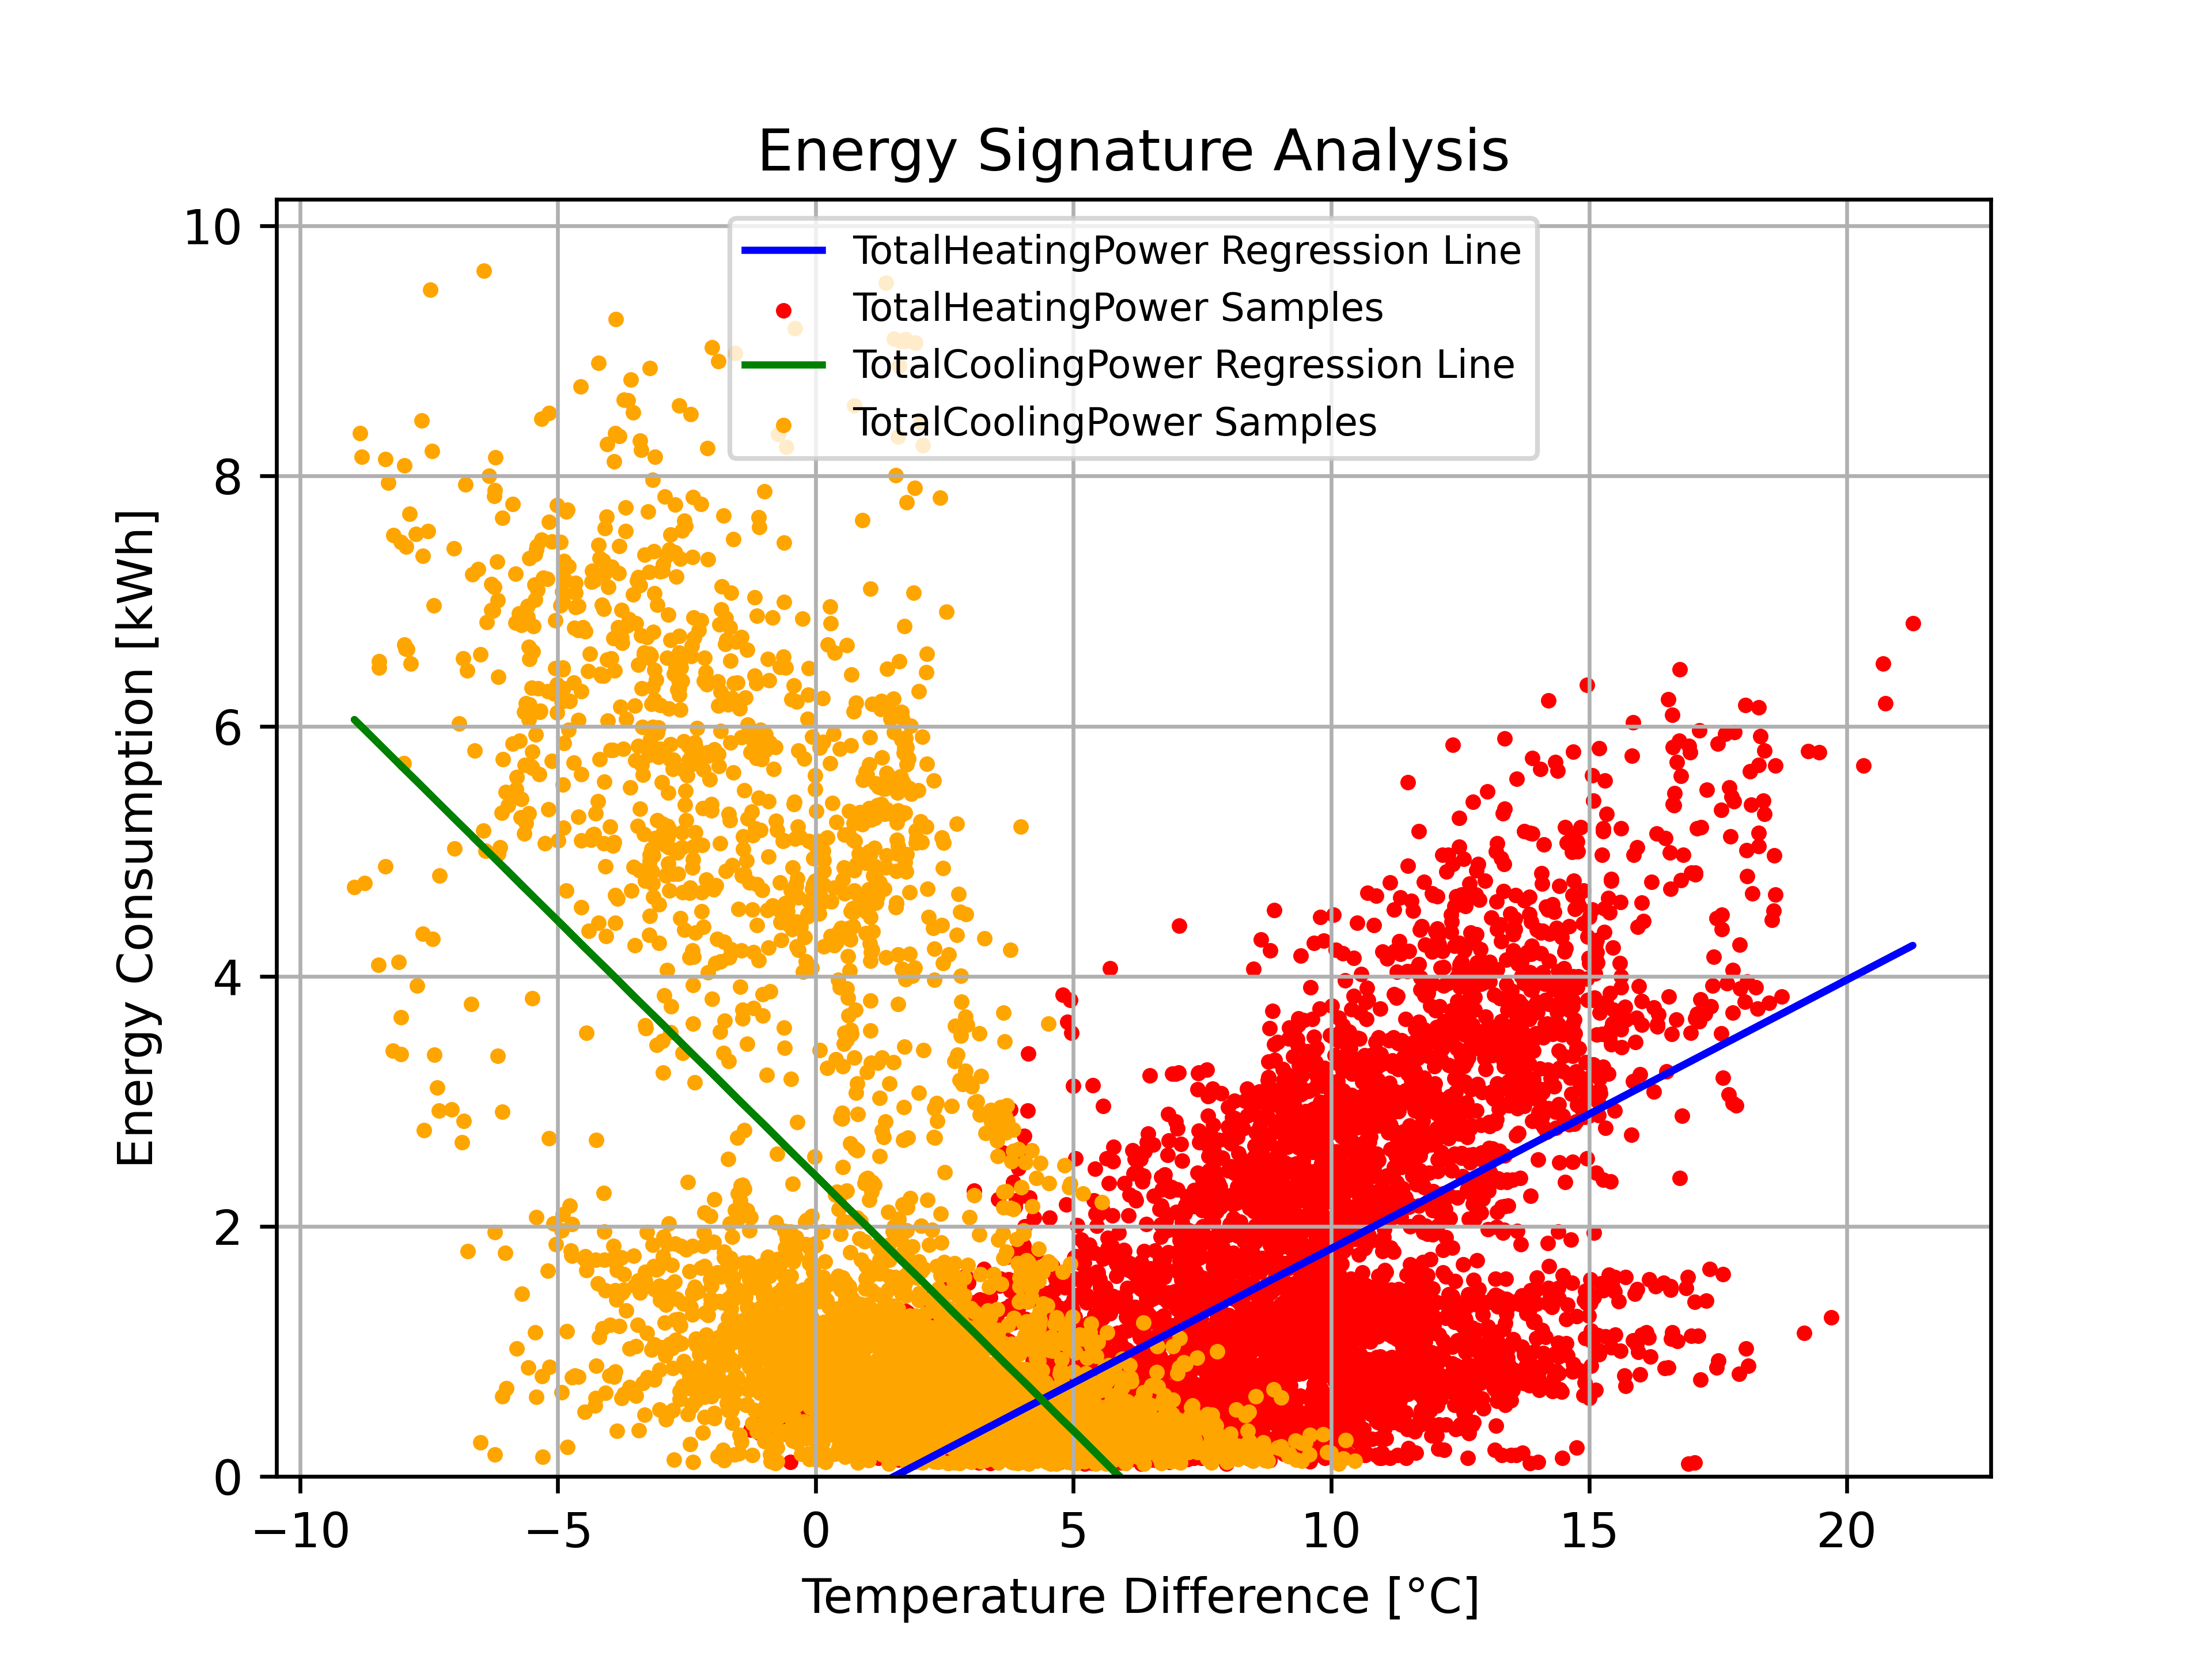 Energy Signature Analysis
TotalHeatingPower Regression Line
TotalHeatingPower Samples
TotalCoolingPower Regression Line
TotalCoolingPower Samples
Energy Consumption [kWh]
10
8
6
4
2
0
−10 −5 0 5 10 15 20
Temperature Difference [°C]